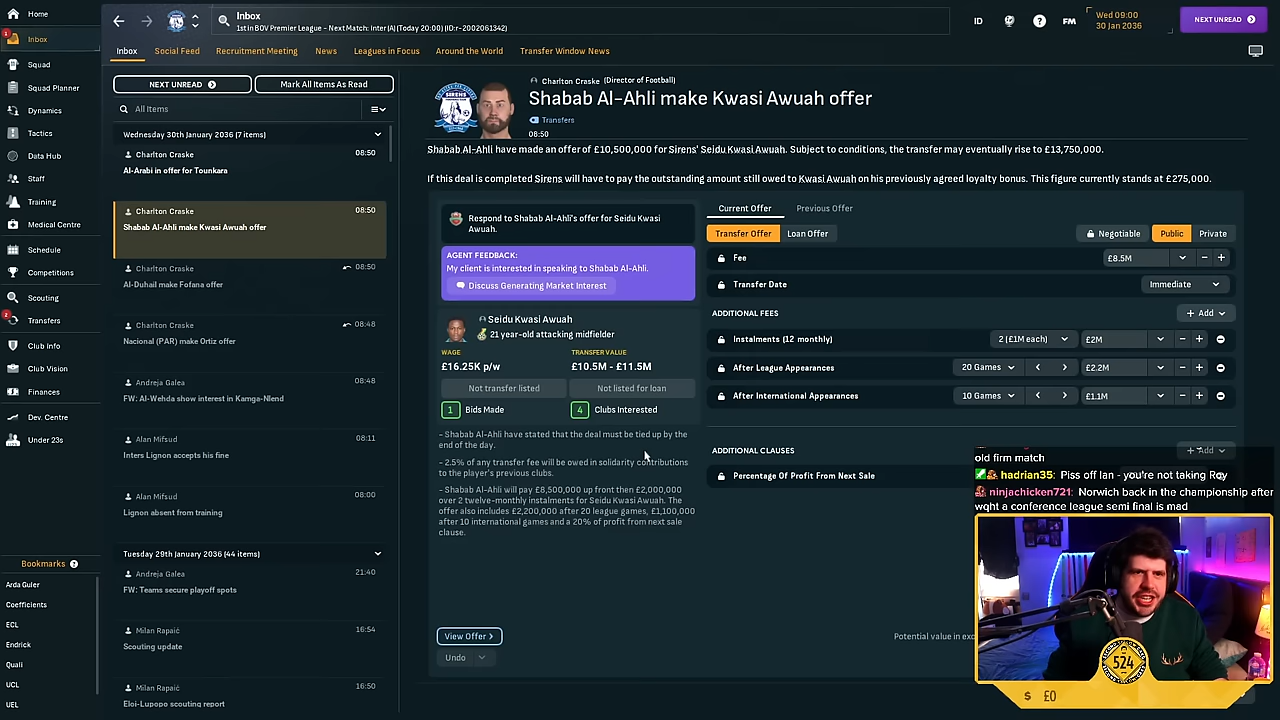 Home
1
Inbox
Squad
Squad Planner
Dynamics
Tactics
Data Hub
Staff
Training
Medical Centre
Schedule
Competitions
Scouting
2
Transfers
Club Info
Club Vision
Finances
Dev. Centre
Under 23s
Bookmarks
Arda Guler
Coefficients
ECL
Endrick
Quali
UCL
UEL
Inbox
1st in BOV Premier League - Next Match: Inter (A) (Today 20:00) (ID:r-2002061342)
ID
FM
Wed 09:00
30 Jan 2036
NEXT UNREAD
Inbox
Social Feed
Recruitment Meeting
News
Leagues in Focus
Around the World
Transfer Window News
NEXT UNREAD
Mark All Items As Read
All Items
Wednesday 30th January 2036 (7 items)
Charlton Craske 08:50
Al-Arabi in offer for Tounkara
Charlton Craske 08:50
Shabab Al-Ahli make Kwasi Awuah offer
Charlton Craske 08:50
Al-Duhail make Fofana offer
Charlton Craske 08:48
Nacional (PAR) make Ortiz offer
Andreja Galea 08:48
FW: Al-Wehda show interest in Kamga-Nlend
Alan Mifsud 08:11
Inters Lignon accepts his fine
Alan Mifsud 08:00
Lignon absent from training
Tuesday 29th January 2036 (44 items)
Andreja Galea 21:40
FW: Teams secure playoff spots
Milan Rapaić 16:54
Scouting update
Milan Rapaić 16:50
Eloi-Lupopo scouting report
SIRENS
Charlton Craske (Director of Football)
Shabab Al-Ahli make Kwasi Awuah offer
Transfers
08:50
Shabab Al-Ahli have made an offer of £10,500,000 for Sirens' Seidu Kwasi Awuah. Subject to conditions, the transfer may eventually rise to £13,750,000.
If this deal is completed Sirens will have to pay the outstanding amount still owed to Kwasi Awuah on his previously agreed loyalty bonus. This figure currently stands at £275,000.
Respond to Shabab Al-Ahli's offer for Seidu Kwasi
Awuah.
AGENT FEEDBACK:
My client is interested in speaking to Shabab Al-Ahli.
Discuss Generating Market Interest
Seidu Kwasi Awuah
21 year-old attacking midfielder
WAGE TRANSFER VALUE
£16.25K p/w £10.5M - £11.5M
Not transfer listed Not listed for loan
1 Bids Made 4 Clubs Interested
- Shabab Al-Ahli have stated that the deal must be tied up by the
end of the day.
- 2.5% of any transfer fee will be owed in solidarity contributions
to the player's previous clubs.
- Shabab Al-Ahli will pay £8,500,000 up front then £2,000,000
over 2 twelve-monthly instalments for Seidu Kwasi Awuah. The
offer also includes £2,200,000 after 20 league games, £1,100,000
after 10 international games and a 20% of profit from next sale
clause.
View Offer >
Undo
Current Offer Previous Offer
Transfer Offer Loan Offer Negotiable Public Private
Fee £8.5M - +
Transfer Date Immediate
ADDITIONAL FEES + Add
Instalments (12 monthly) 2 (£1M each) £2M - +
After League Appearances 20 Games < > £2.2M - +
After International Appearances 10 Games < > £1.1M - +
ADDITIONAL CLAUSES + Add
Percentage Of Profit From Next Sale
Potential value in
old firm match
hadrian35: Piss off Ian - you're not taking Roy
ninjachicken721: Norwich back in the championship after
wqht a conference league semi final is mad
524
$ £0